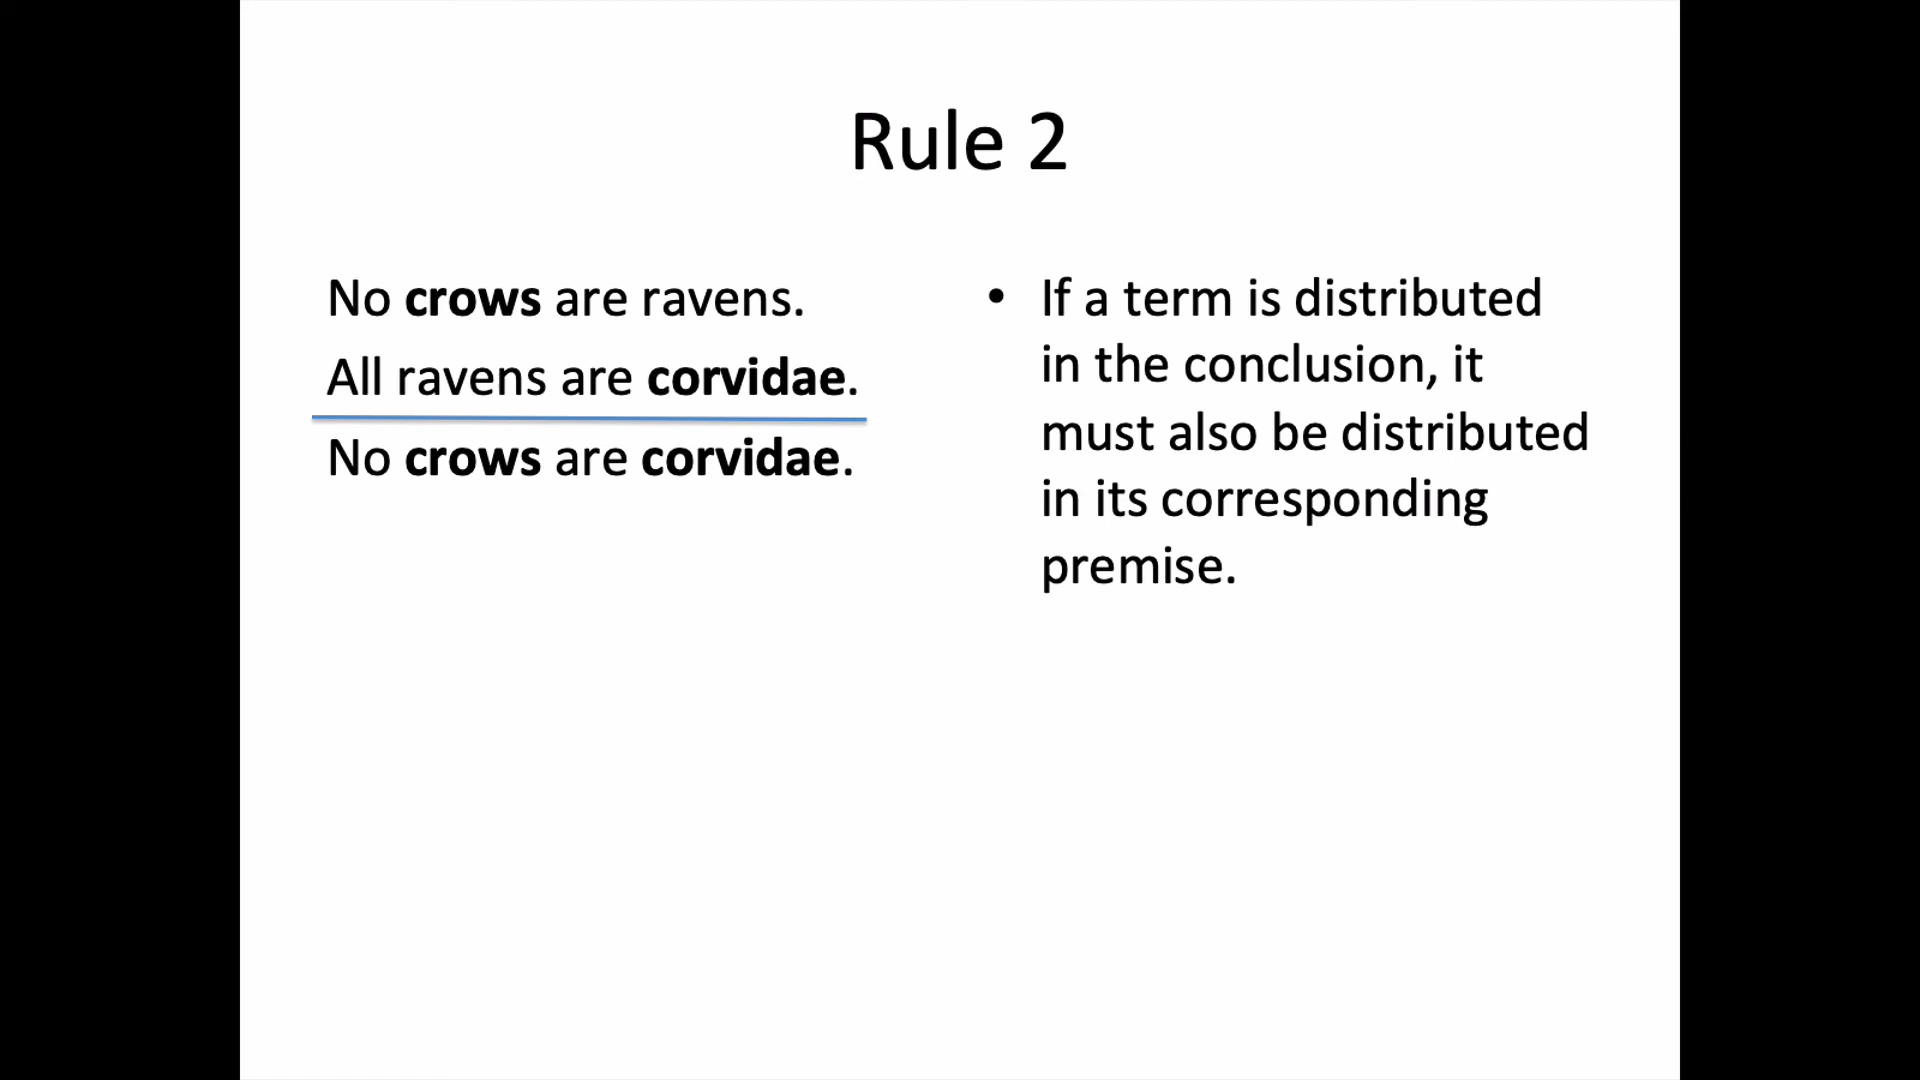 Rule 2
No crows are ravens.
All ravens are corvidae.
No crows are corvidae.
• If a term is distributed
in the conclusion, it
must also be distributed
in its corresponding
premise.